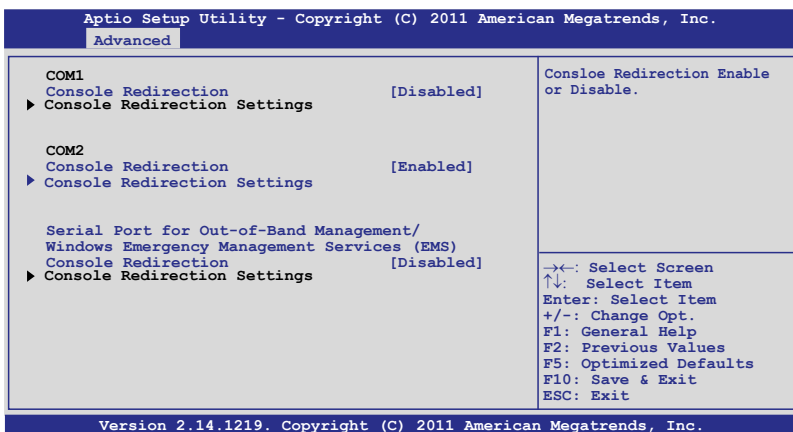 Aptio Setup Utility - Copyright (C) 2011 American Megatrends, Inc.
Advanced
COM1
Console Redirection [Disabled]
▶ Console Redirection Settings
COM2
Console Redirection [Enabled]
▶ Console Redirection Settings
Serial Port for Out-of-Band Management/
Windows Emergency Management Services (EMS)
Console Redirection [Disabled]
▶ Console Redirection Settings
Consloe Redirection Enable
or Disable.
→←: Select Screen
↑↓: Select Item
Enter: Select Item
+/-: Change Opt.
F1: General Help
F2: Previous Values
F5: Optimized Defaults
F10: Save & Exit
ESC: Exit
Version 2.14.1219. Copyright (C) 2011 American Megatrends, Inc.